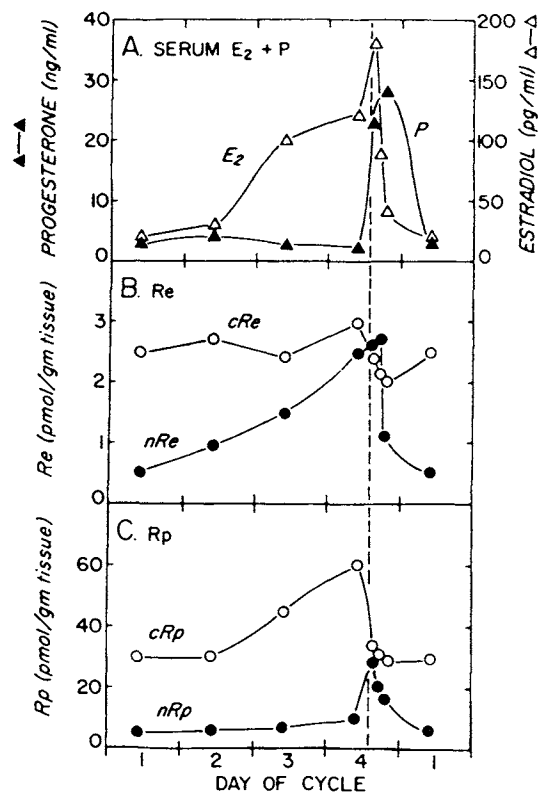 A. SERUM E₂ + P
PROGESTERONE (ng/ml)
40
30
20
10
0
200
150
100
50
0
ESTRADIOL (pg/ml)
E₂
P
B. Re
Re (pmol/gm tissue)
3
2
1
0
cRe
nRe
C. Rp
Rp (pmol/gm tissue)
60
40
20
0
cRp
nRp
1 2 3 4 1
DAY OF CYCLE